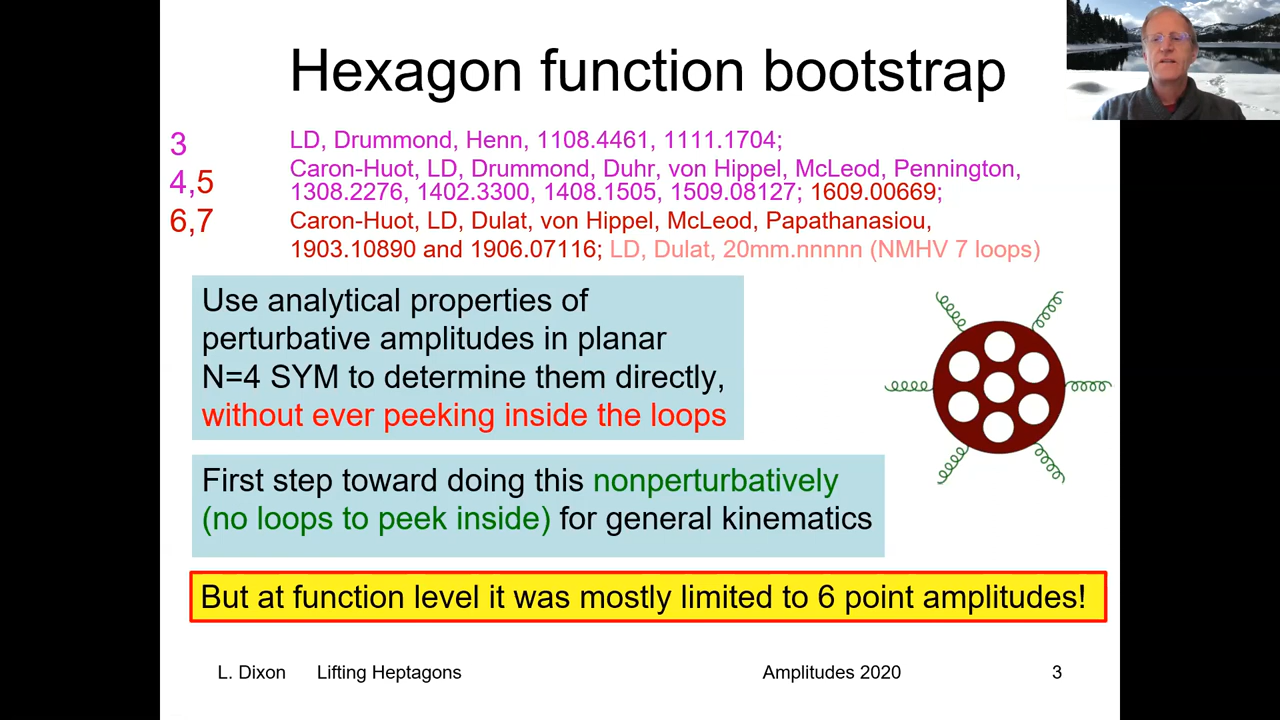 Hexagon function bootstrap
3 LD, Drummond, Henn, 1108.4461, 1111.1704;
4,5 Caron-Huot, LD, Drummond, Duhr, von Hippel, McLeod, Pennington,
1308.2276, 1402.3300, 1408.1505, 1509.08127; 1609.00669;
6,7 Caron-Huot, LD, Dulat, von Hippel, McLeod, Papathanasiou,
1903.10890 and 1906.07116; LD, Dulat, 20mm.nnnnn (NMHV 7 loops)
Use analytical properties of
perturbative amplitudes in planar
N=4 SYM to determine them directly,
without ever peeking inside the loops
First step toward doing this nonperturbatively
(no loops to peek inside) for general kinematics
But at function level it was mostly limited to 6 point amplitudes!
L. Dixon Lifting Heptagons Amplitudes 2020 3